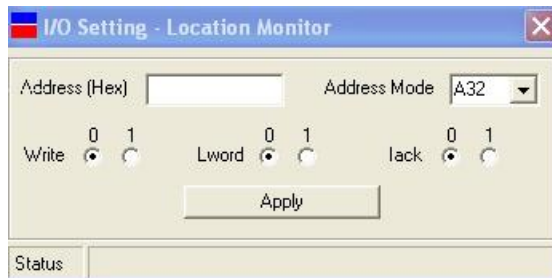 I/O Setting - Location Monitor
Address (Hex) Address Mode A32
0 1 0 1 0 1
Write Lword Iack
Apply
Status